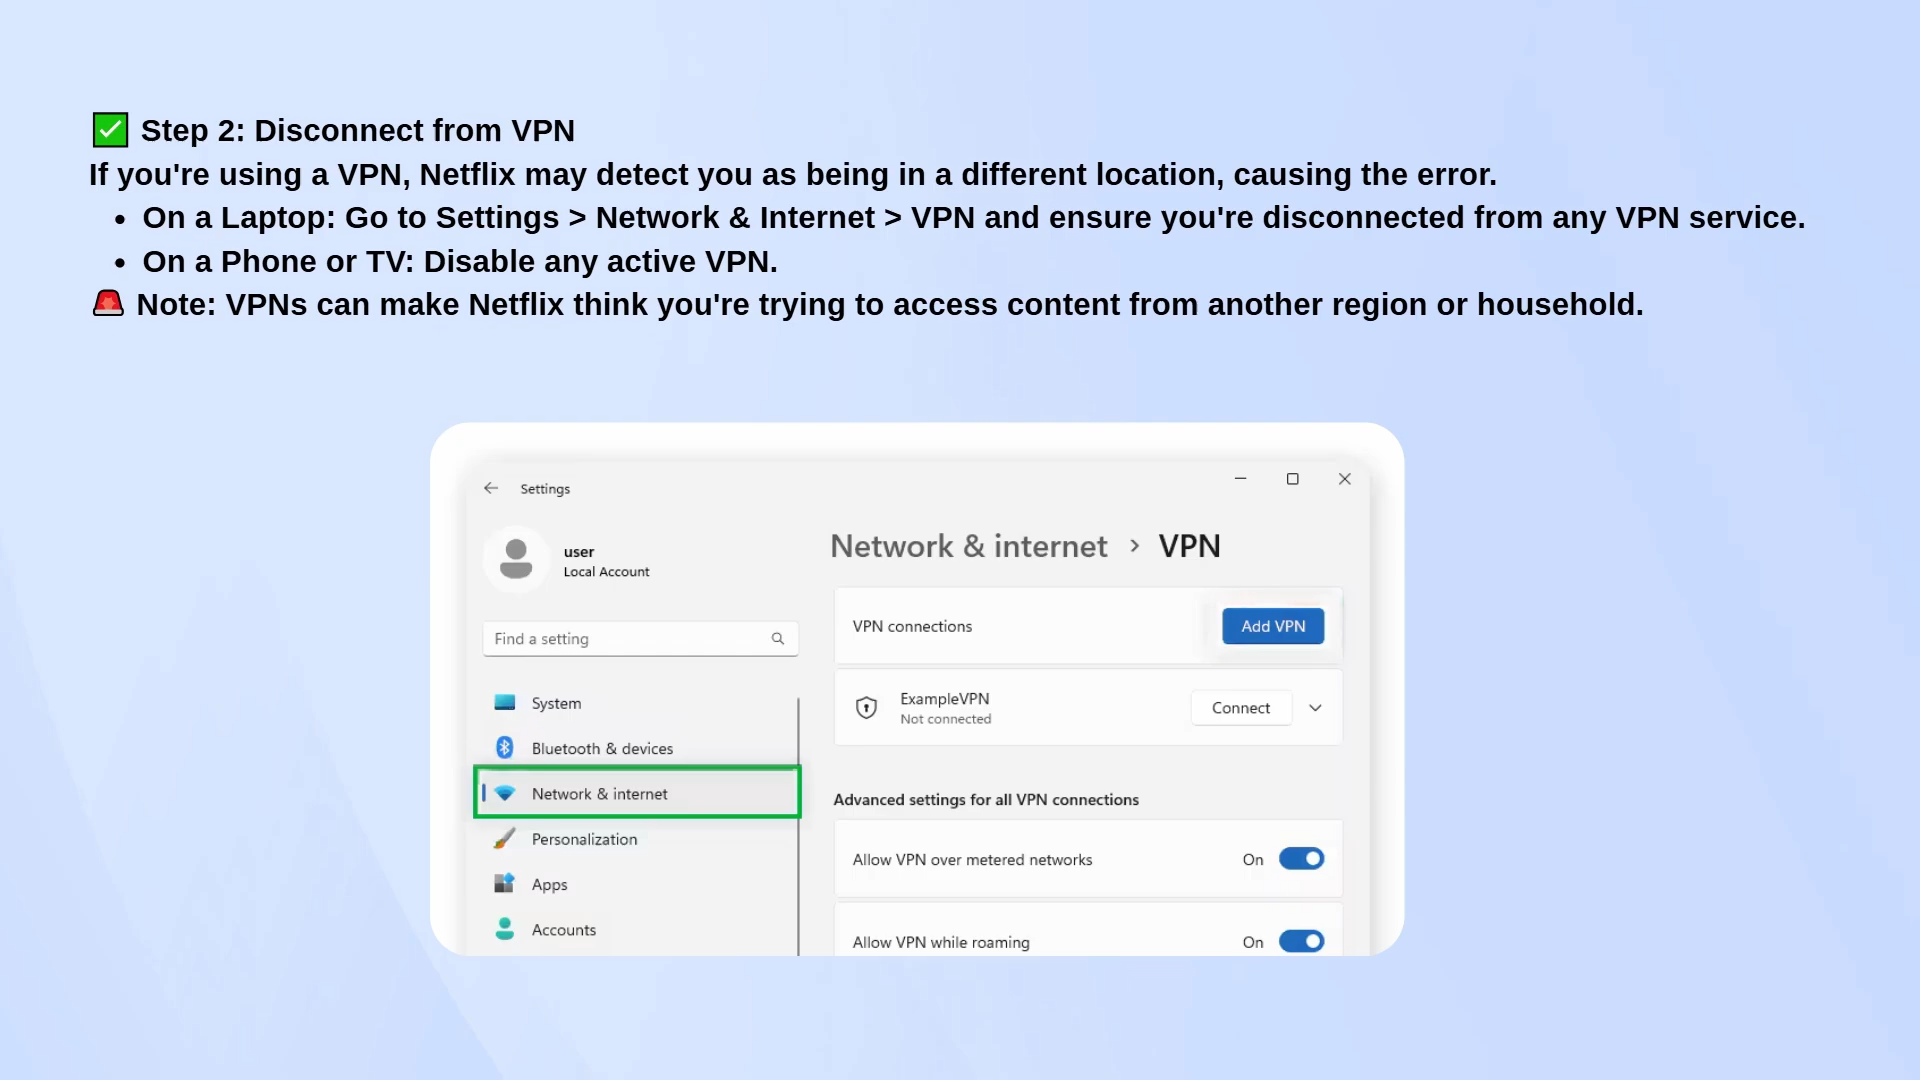 ✅ Step 2: Disconnect from VPN
If you're using a VPN, Netflix may detect you as being in a different location, causing the error.
• On a Laptop: Go to Settings > Network & Internet > VPN and ensure you're disconnected from any VPN service.
• On a Phone or TV: Disable any active VPN.
🚨 Note: VPNs can make Netflix think you're trying to access content from another region or household.
Settings
user
Local Account
Find a setting
System
Bluetooth & devices
Network & internet
Personalization
Apps
Accounts
Network & internet > VPN
VPN connections
Add VPN
ExampleVPN
Not connected
Connect
Advanced settings for all VPN connections
Allow VPN over metered networks On
Allow VPN while roaming On